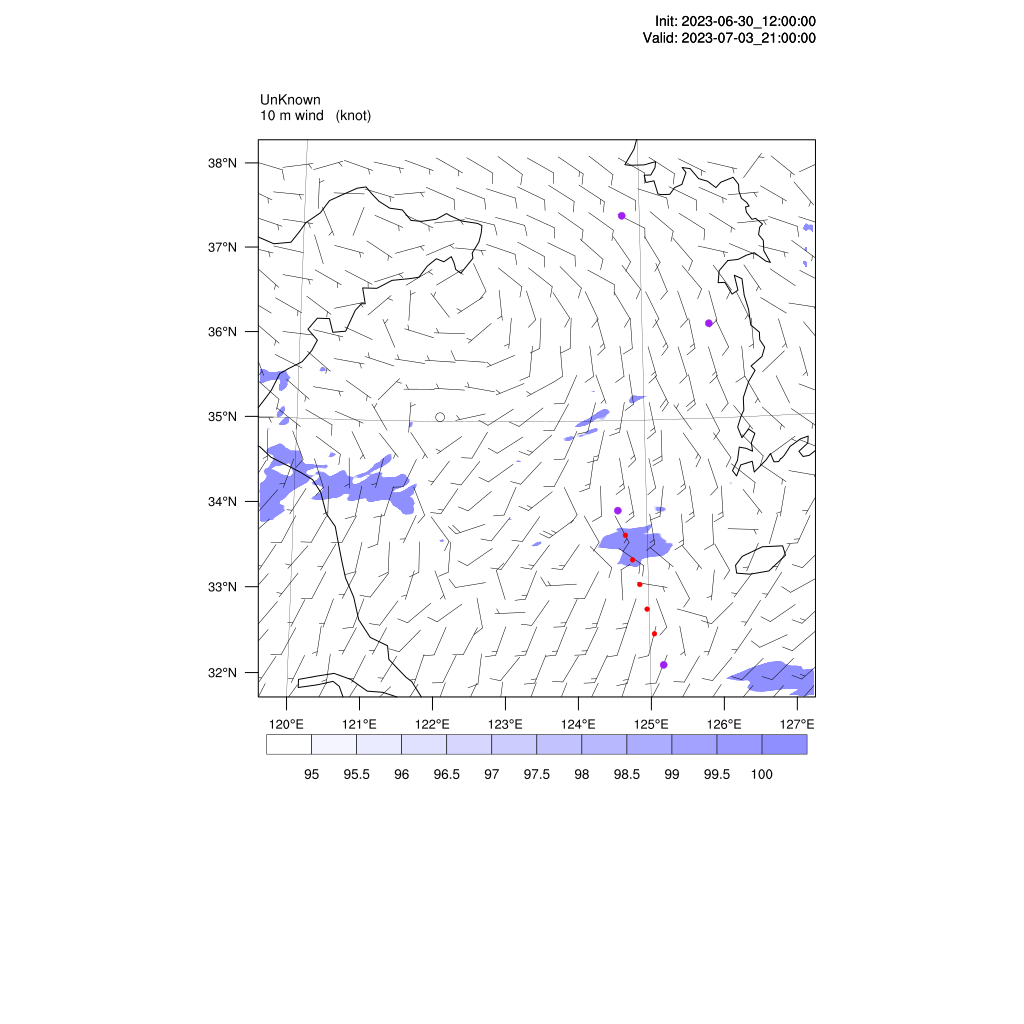 Init: 2023-06-30_12:00:00
Valid: 2023-07-03_21:00:00
UnKnown
10 m wind (knot)
38°N
37°N
36°N
35°N
34°N
33°N
32°N
120°E 121°E 122°E 123°E 124°E 125°E 126°E 127°E
95 95.5 96 96.5 97 97.5 98 98.5 99 99.5 100